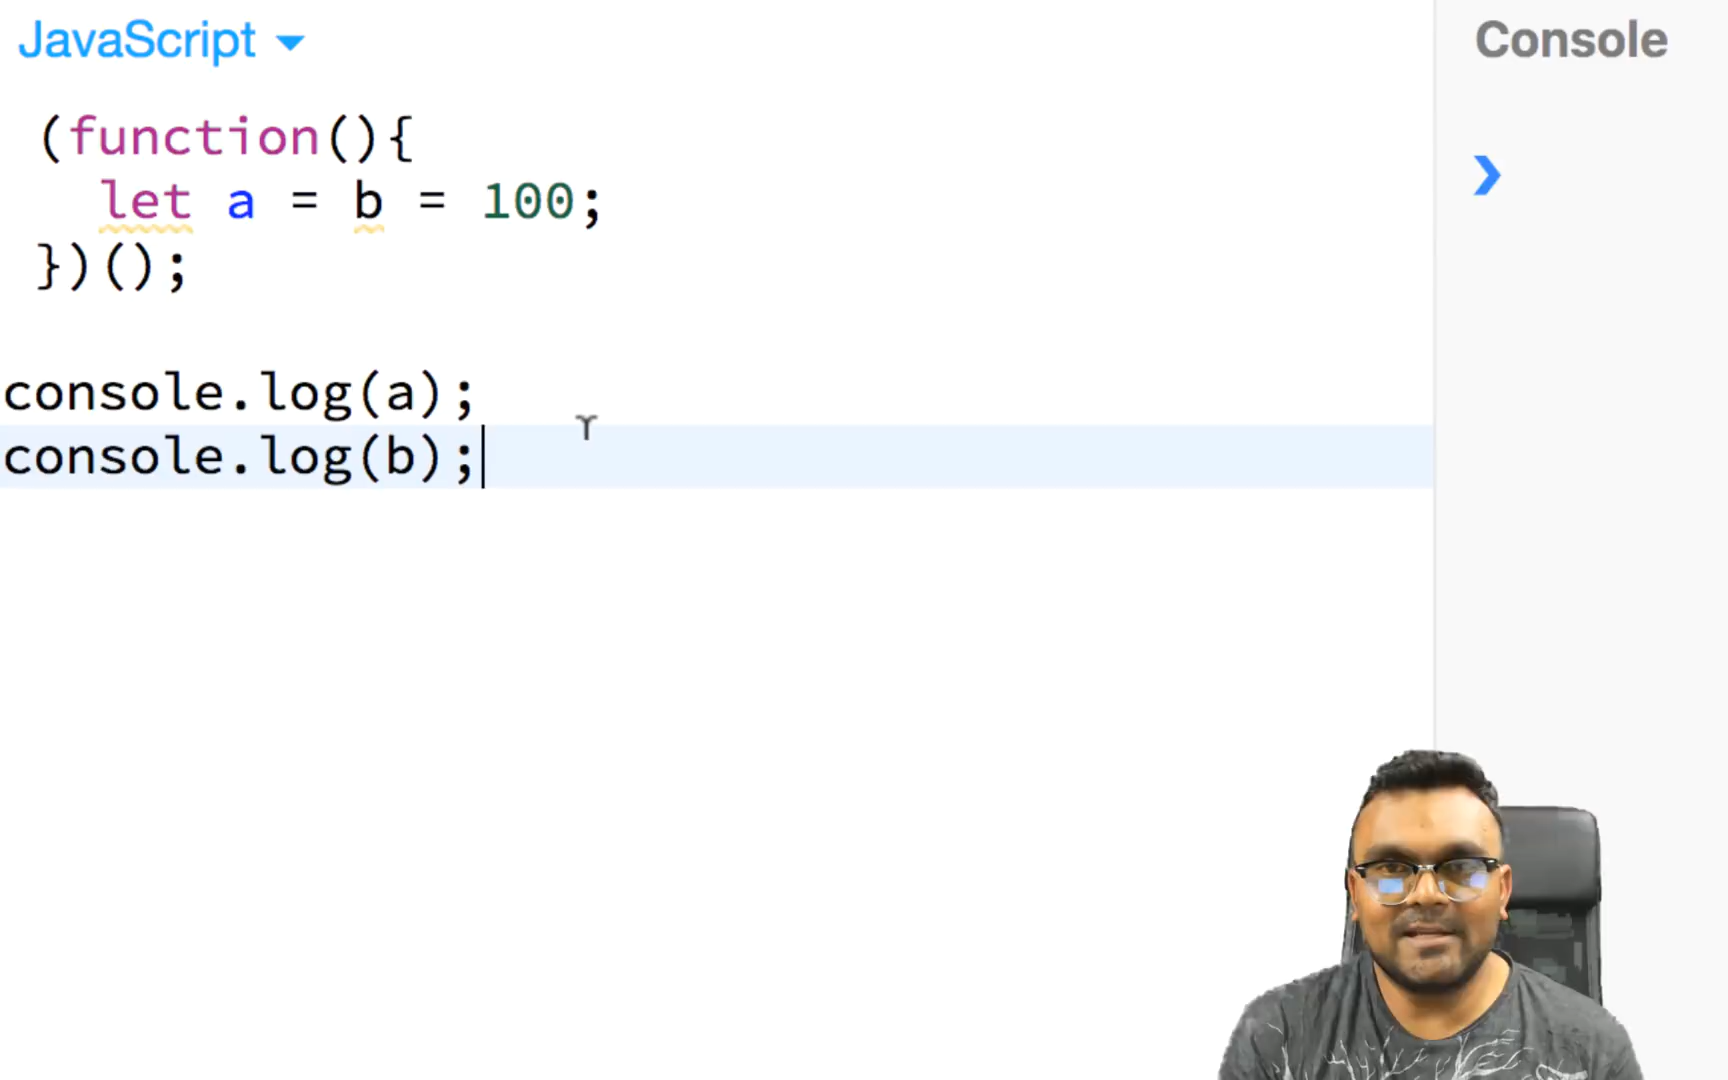 JavaScript
Console
(function(){
let a = b = 100;
})();
console.log(a);
console.log(b);